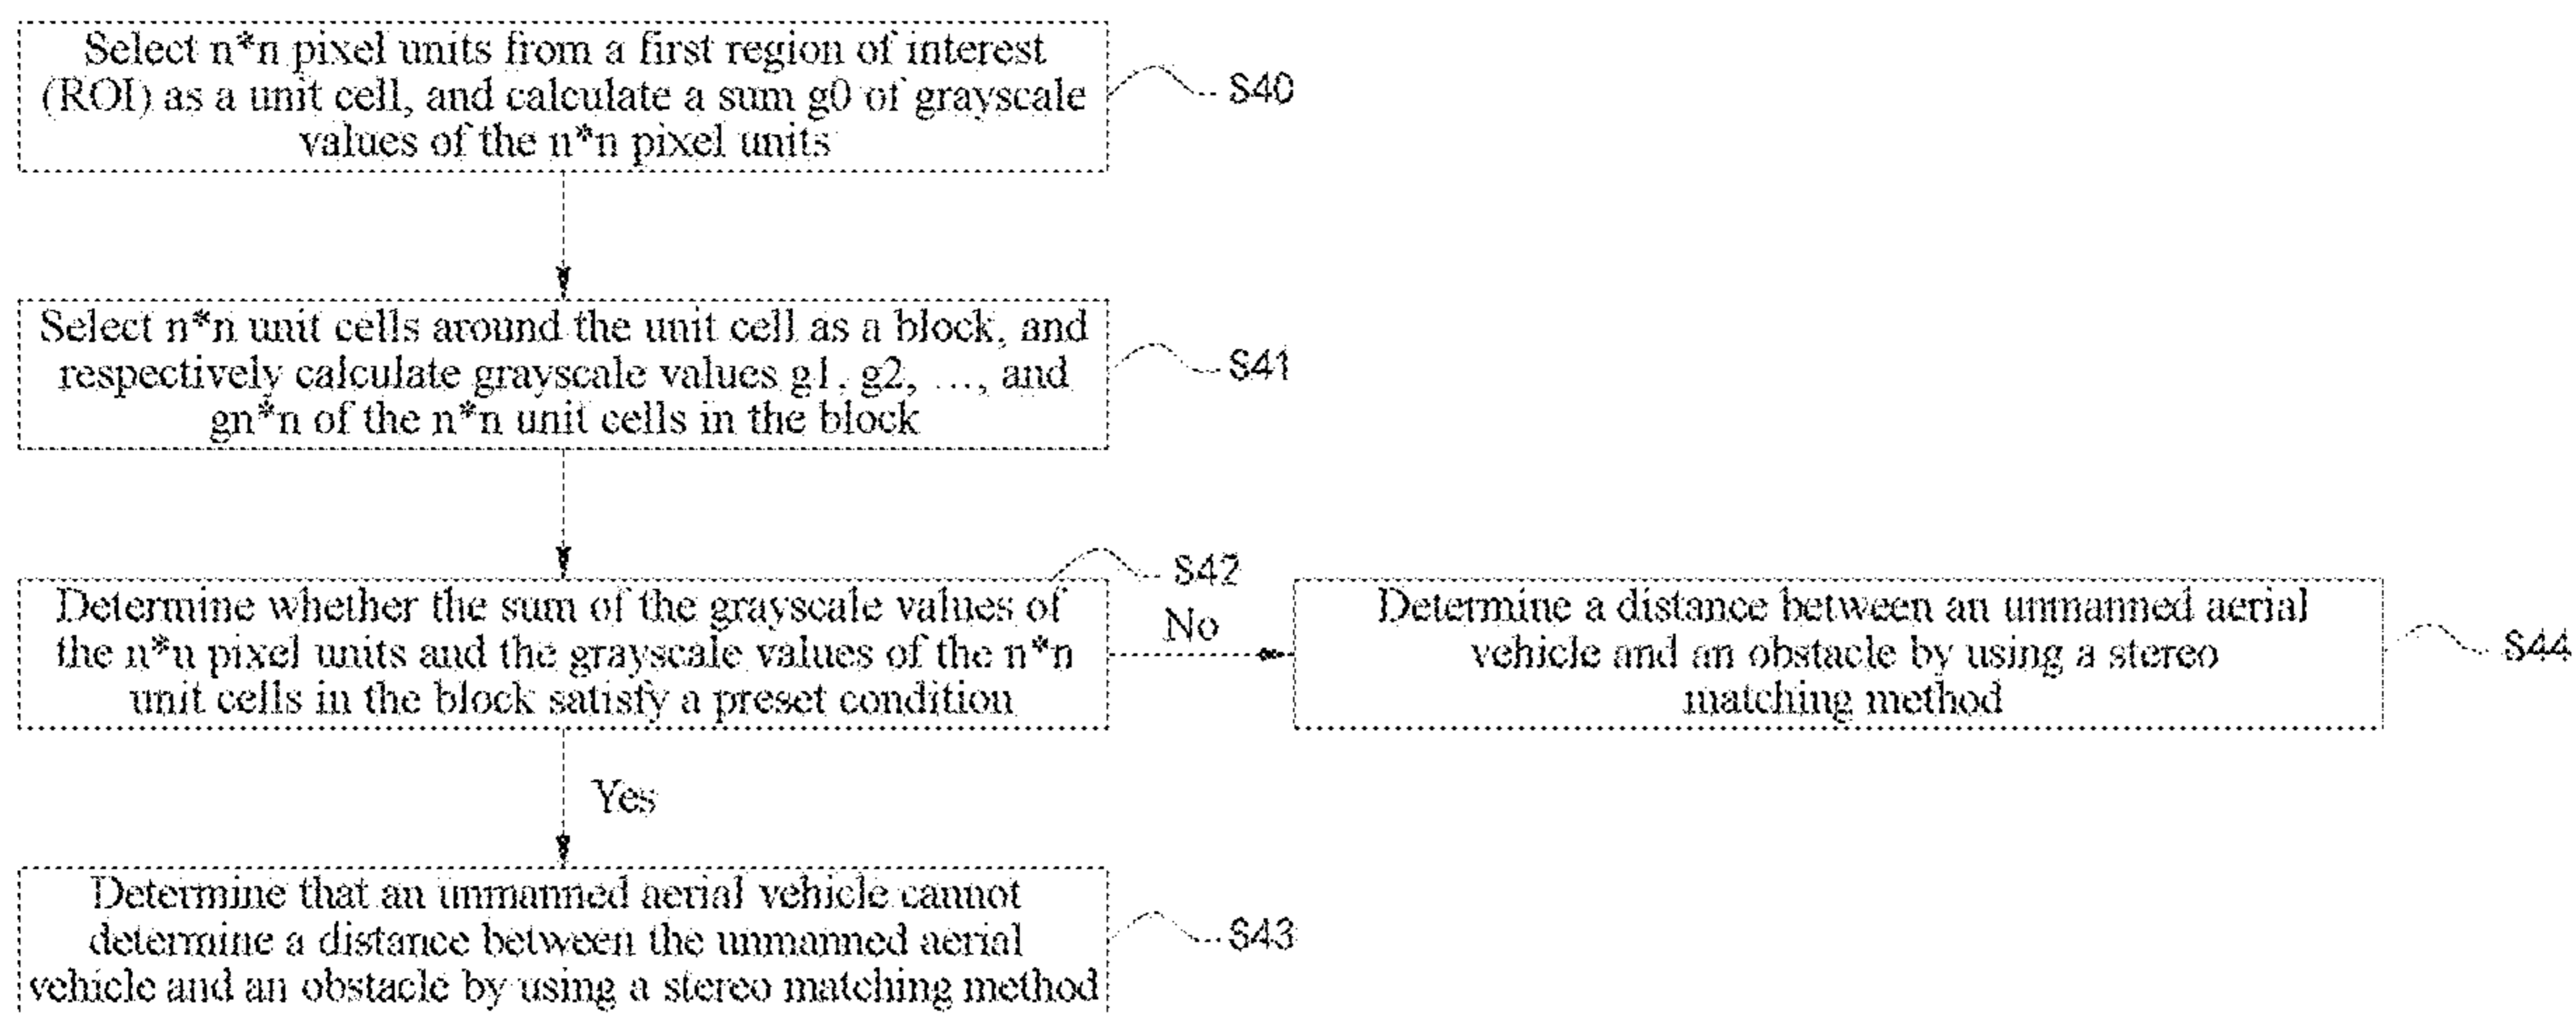 Select n*n pixel units from a first region of interest
(ROI) as a unit cell, and calculate a sum g0 of grayscale
values of the n*n pixel units
S40
Select n*n unit cells around the unit cell as a block, and
respectively calculate grayscale values g1, g2, ..., and
gn*n of the n*n unit cells in the block
S41
S42
Determine whether the sum of the grayscale values of
the n*n pixel units and the grayscale values of the n*n
unit cells in the block satisfy a preset condition
No
Determine a distance between an unmanned aerial
vehicle and an obstacle by using a stereo
matching method
S44
Yes
Determine that an unmanned aerial vehicle cannot
determine a distance between the unmanned aerial
vehicle and an obstacle by using a stereo matching method
S43